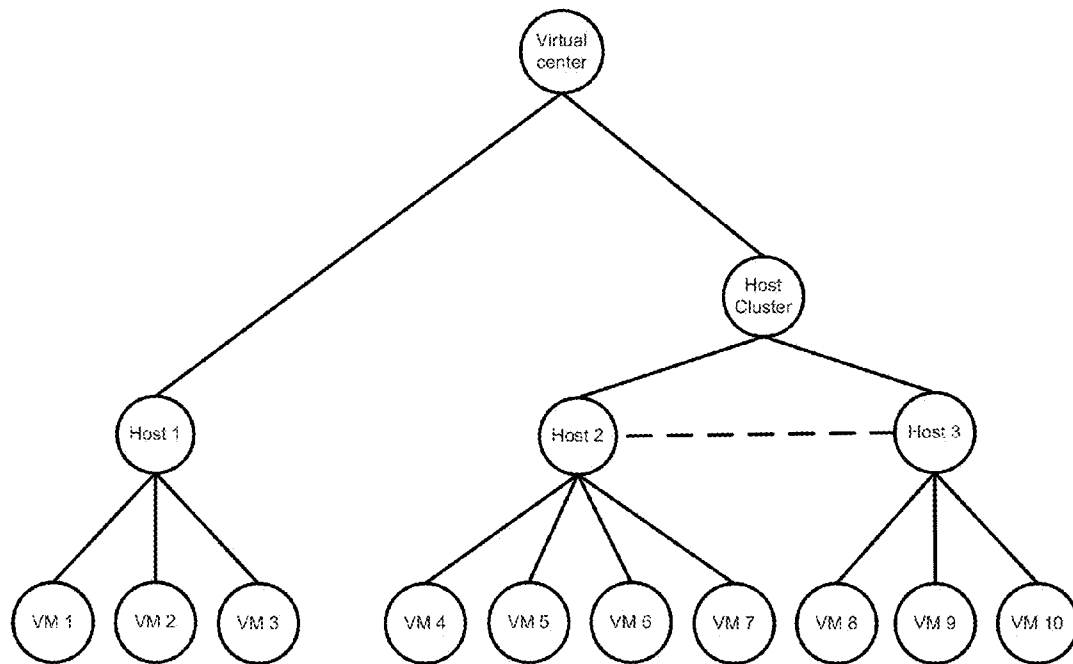 Virtual
center
Host
Cluster
Host 1
Host 2
Host 3
VM 1
VM 2
VM 3
VM 4
VM 5
VM 6
VM 7
VM 8
VM 9
VM 10